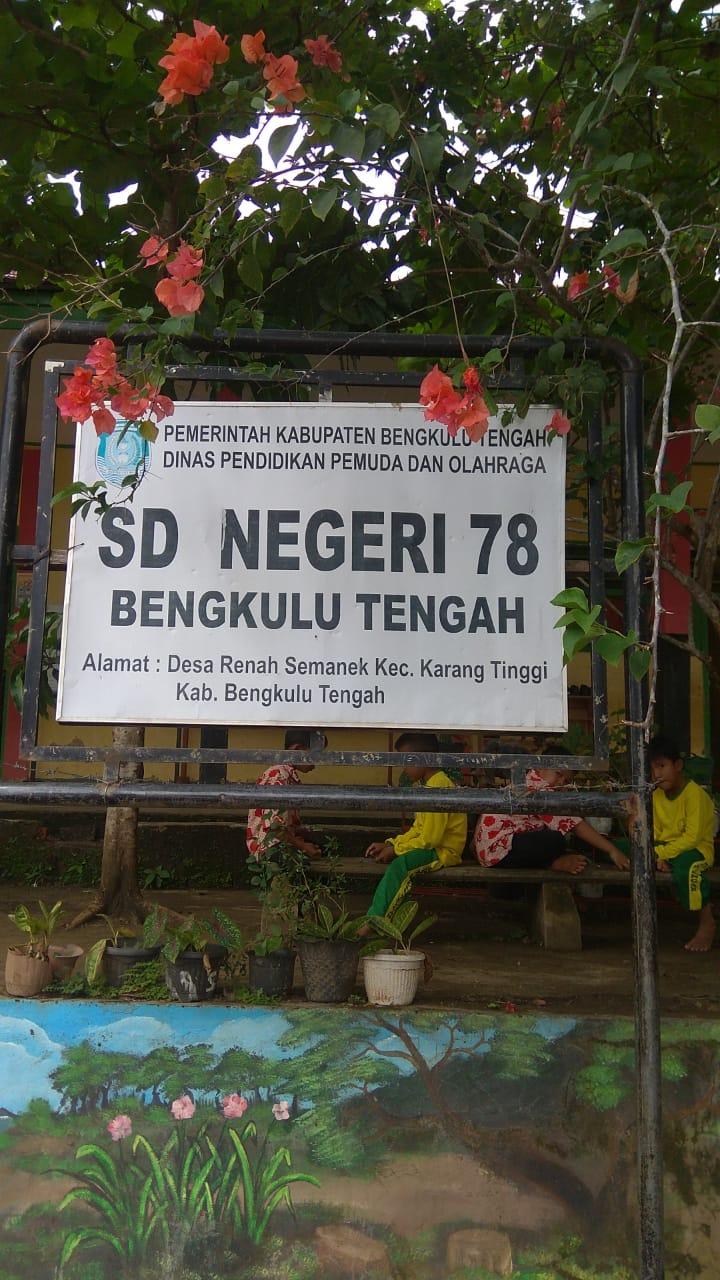 PEMERINTAH KABUPATEN BENGKULU TENGAH
DINAS PENDIDIKAN PEMUDA DAN OLAHRAGA
SD NEGERI 78
BENGKULU TENGAH
Alamat : Desa Renah Semanek Kec. Karang Tinggi
Kab. Bengkulu Tengah